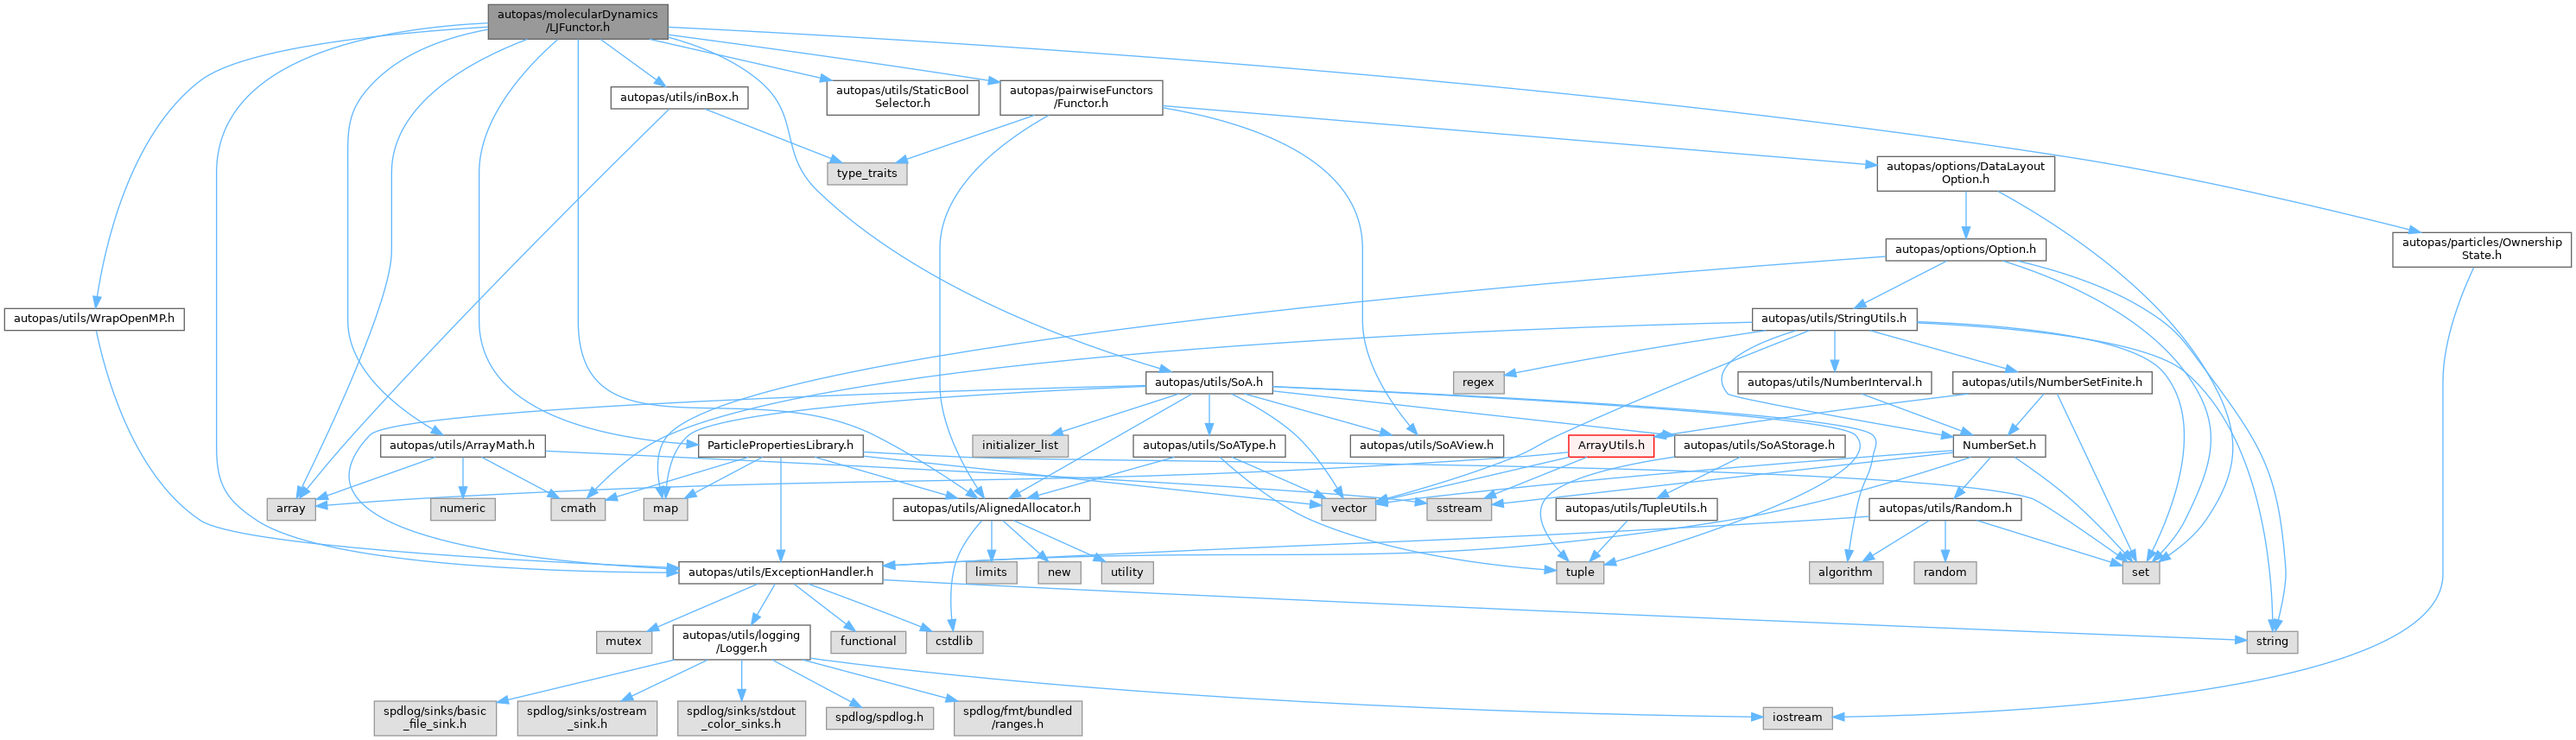 autopas/molecularDynamics
/LJFunctor.h
autopas/utils/inBox.h
autopas/utils/StaticBool
Selector.h
autopas/pairwiseFunctors
/Functor.h
type_traits
autopas/options/DataLayout
Option.h
autopas/options/Option.h
autopas/particles/Ownership
State.h
autopas/utils/WrapOpenMP.h
autopas/utils/StringUtils.h
autopas/utils/SoA.h
regex
autopas/utils/NumberInterval.h
autopas/utils/NumberSetFinite.h
autopas/utils/ArrayMath.h
ParticlePropertiesLibrary.h
initializer_list
autopas/utils/SoAType.h
autopas/utils/SoAView.h
ArrayUtils.h
autopas/utils/SoAStorage.h
NumberSet.h
array
numeric
cmath
map
autopas/utils/AlignedAllocator.h
vector
sstream
autopas/utils/TupleUtils.h
autopas/utils/Random.h
autopas/utils/ExceptionHandler.h
limits
new
utility
tuple
algorithm
random
set
mutex
autopas/utils/logging
/Logger.h
functional
cstdlib
string
spdlog/sinks/basic
_file_sink.h
spdlog/sinks/ostream
_sink.h
spdlog/sinks/stdout
_color_sinks.h
spdlog/spdlog.h
spdlog/fmt/bundled
/ranges.h
iostream